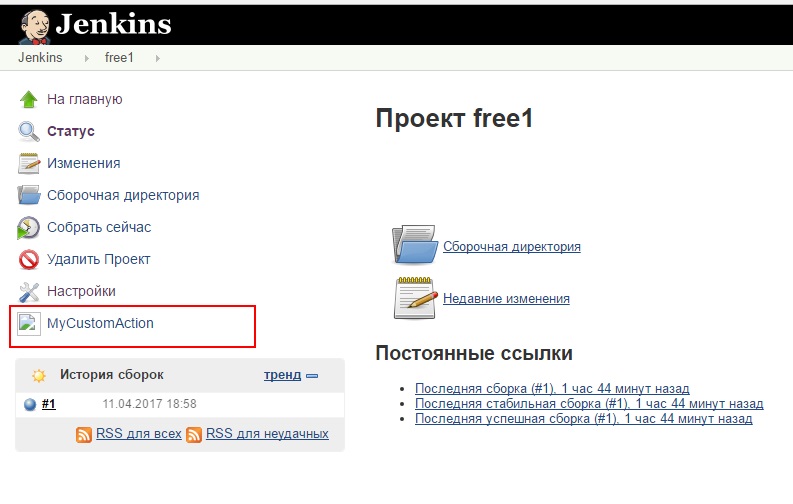 Jenkins
Jenkins free1
На главную
Статус
Изменения
Сборочная директория
Собрать сейчас
Удалить Проект
Настройки
MyCustomAction
История сборок тренд
#1 11.04.2017 18:58
RSS для всех RSS для неудачных
Проект free1
Сборочная директория
Недавние изменения
Постоянные ссылки
Последняя сборка (#1), 1 час 44 минут назад
Последняя стабильная сборка (#1), 1 час 44 минут назад
Последняя успешная сборка (#1), 1 час 44 минут назад